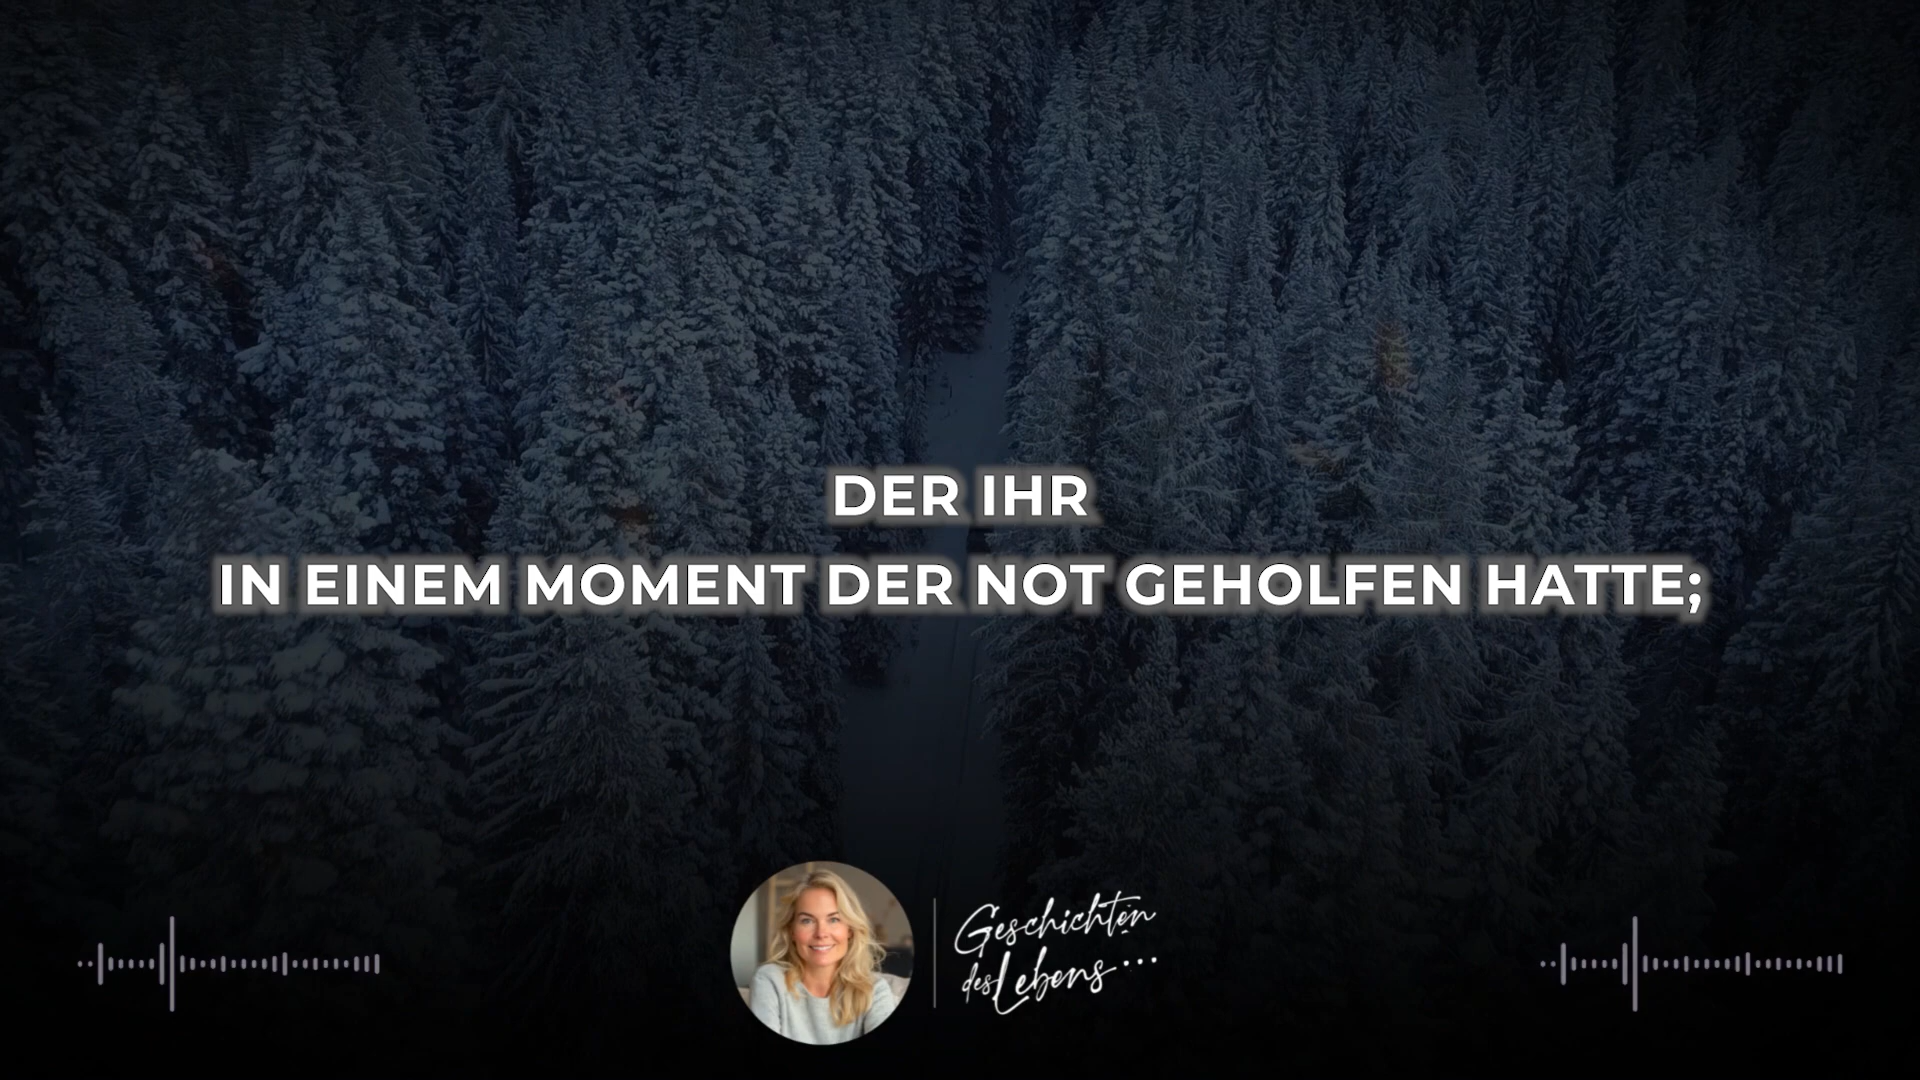 DER IHR
IN EINEM MOMENT DER NOT GEHOLFEN HATTE;
Geschichten
des Lebens...